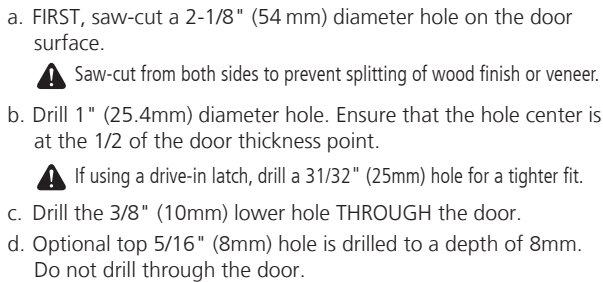 a. FIRST, saw-cut a 2-1/8" (54 mm) diameter hole on the door
surface.
Saw-cut from both sides to prevent splitting of wood finish or veneer.
b. Drill 1" (25.4mm) diameter hole. Ensure that the hole center is
at the 1/2 of the door thickness point.
If using a drive-in latch, drill a 31/32" (25mm) hole for a tighter fit.
c. Drill the 3/8" (10mm) lower hole THROUGH the door.
d. Optional top 5/16" (8mm) hole is drilled to a depth of 8mm.
Do not drill through the door.